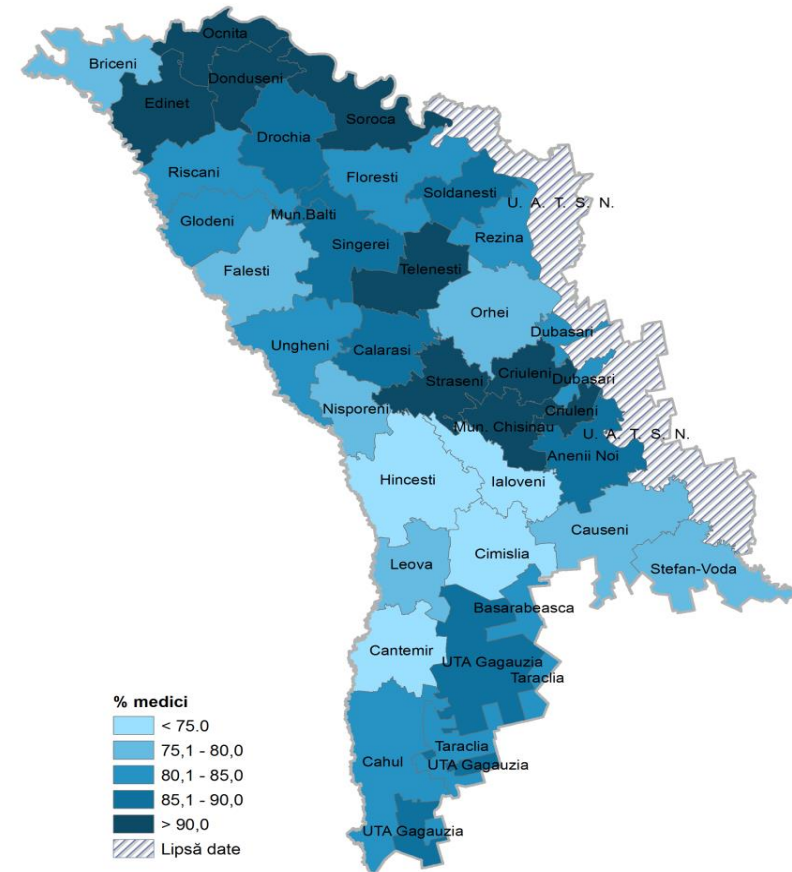 Ocnita
Briceni
Donduseni
Edinet
Soroca
Drochia
Riscani
Floresti
Soldanesti
U. A. T. S. N.
Glodeni
Mun.Balti
Singerei
Rezina
Falesti
Telenesti
Orhei
Dubasari
Ungheni
Calarasi
Criuleni
Dubasari
Straseni
Nisporeni
Criuleni
Mun. Chisinau
U. A. T. S. N.
Anenii Noi
Hincesti
Ialoveni
Causeni
Cimislia
Leova
Stefan-Voda
Basarabeasca
Cantemir
UTA Gagauzia
Taraclia
Taraclia
Cahul
UTA Gagauzia
UTA Gagauzia
% medici
< 75.0
75,1 - 80,0
80,1 - 85,0
85,1 - 90,0
> 90,0
Lipsă date